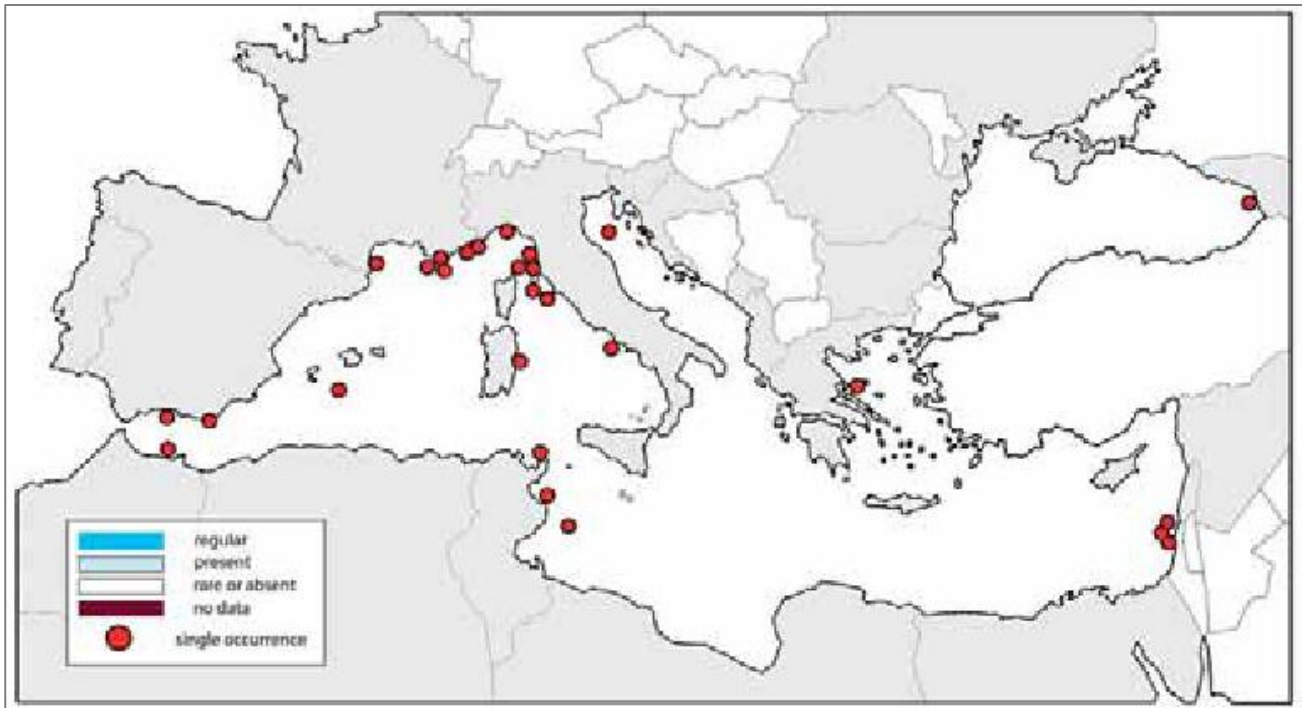 regular
present
rare or absent
no data
single occurrence